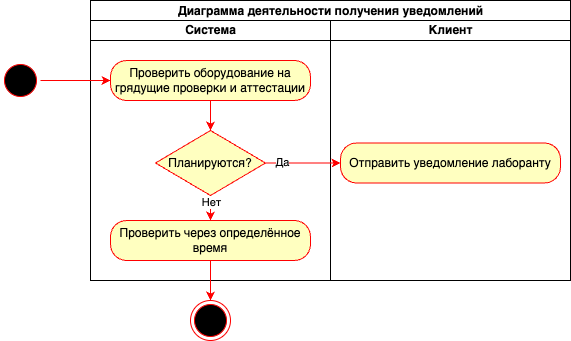 Диаграмма деятельности получения уведомлений
Система
Клиент
Проверить оборудование на
грядущие проверки и аттестации
Планируются?
Да
Отправить уведомление лаборанту
Нет
Проверить через определённое
время